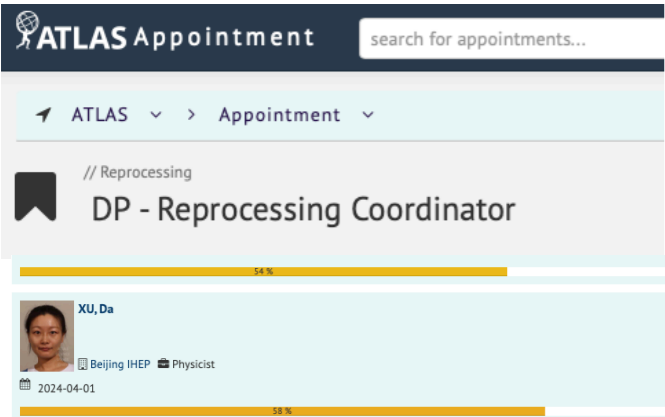 ATLAS Appointment
search for appointments...
ATLAS > Appointment
// Reprocessing
DP - Reprocessing Coordinator
54 %
XU, Da
Beijing IHEP Physicist
2024-04-01
58 %